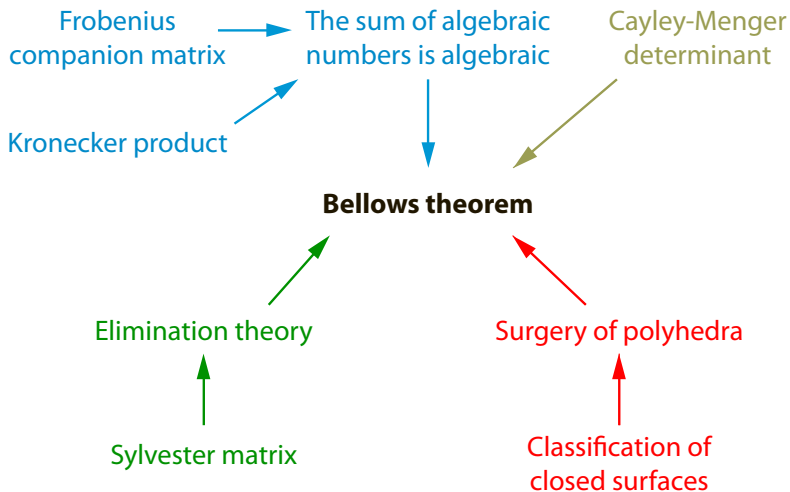 Frobenius
companion matrix
The sum of algebraic
numbers is algebraic
Cayley-Menger
determinant
Kronecker product
Bellows theorem
Elimination theory
Surgery of polyhedra
Sylvester matrix
Classification of
closed surfaces